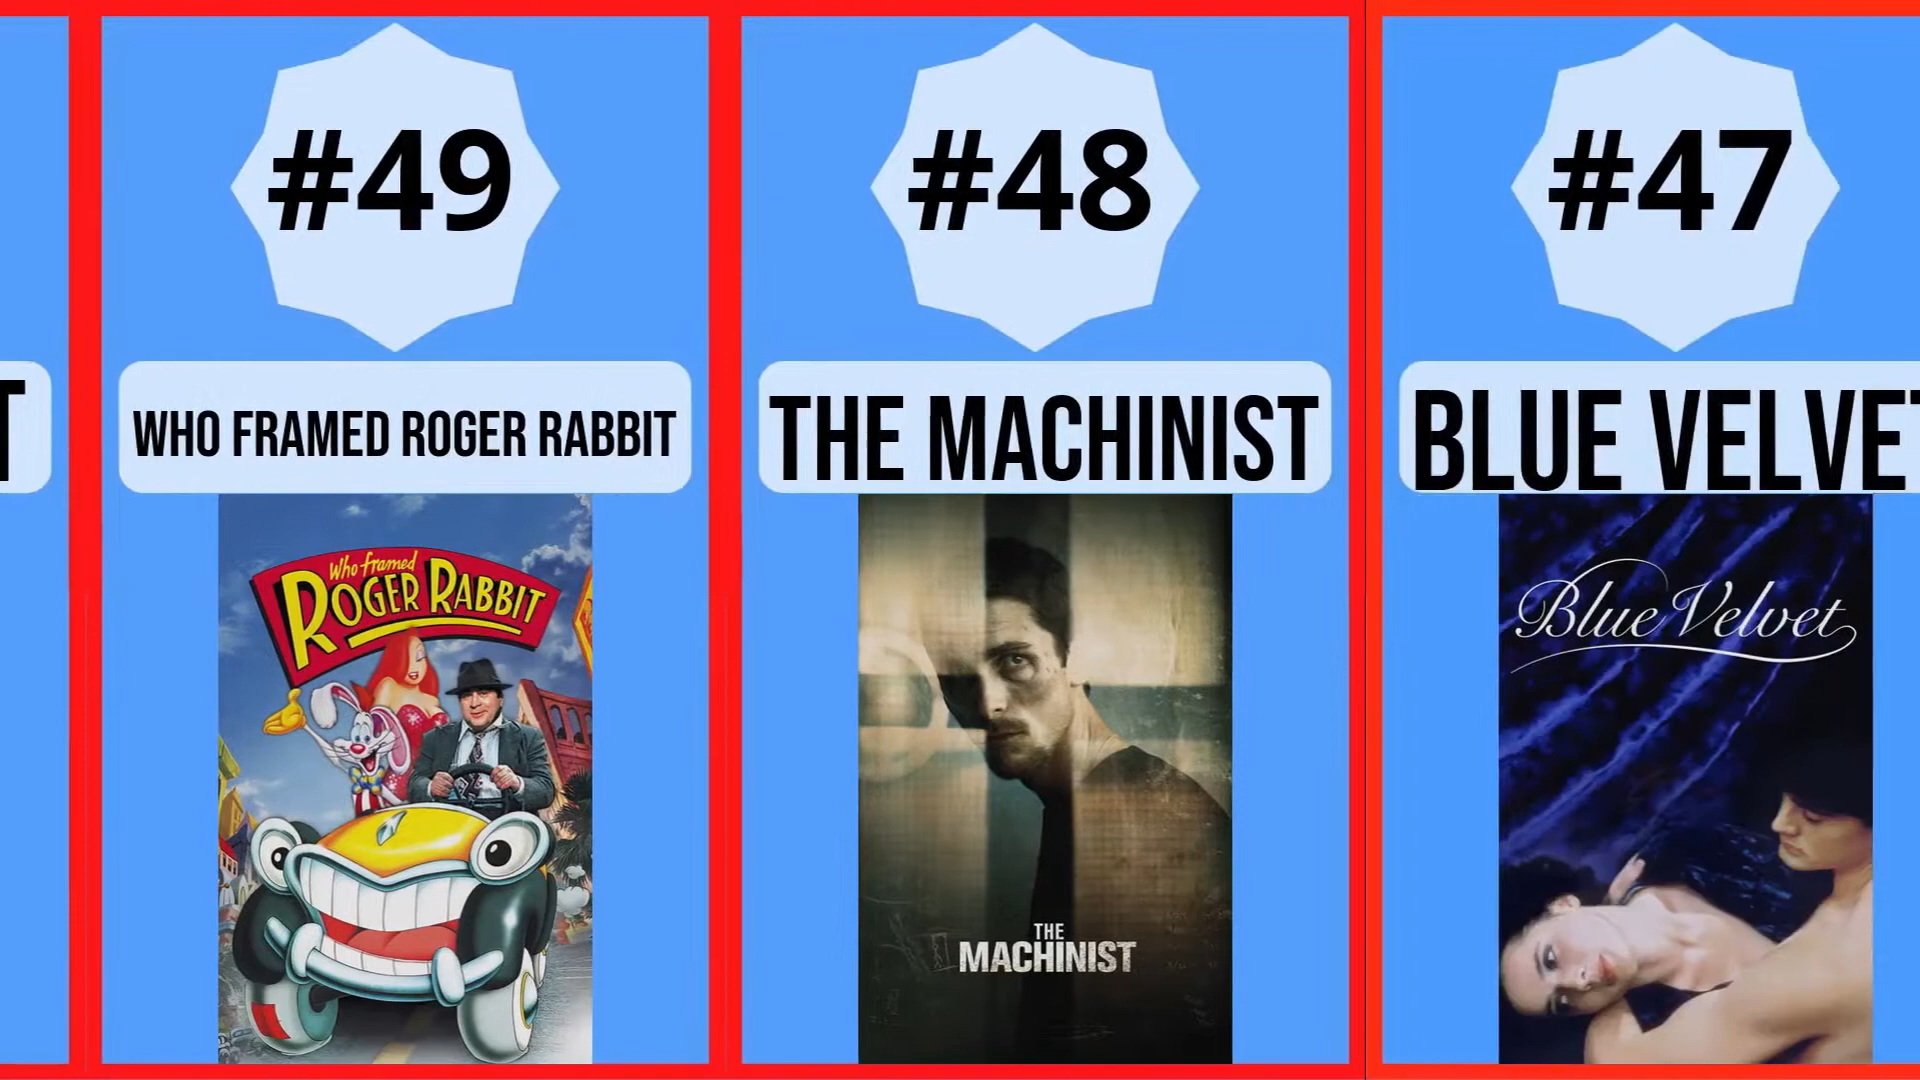 #49
WHO FRAMED ROGER RABBIT
Who framed
ROGER RABBIT
#48
THE MACHINIST
THE
MACHINIST
#47
BLUE VELVET
Blue Velvet
T